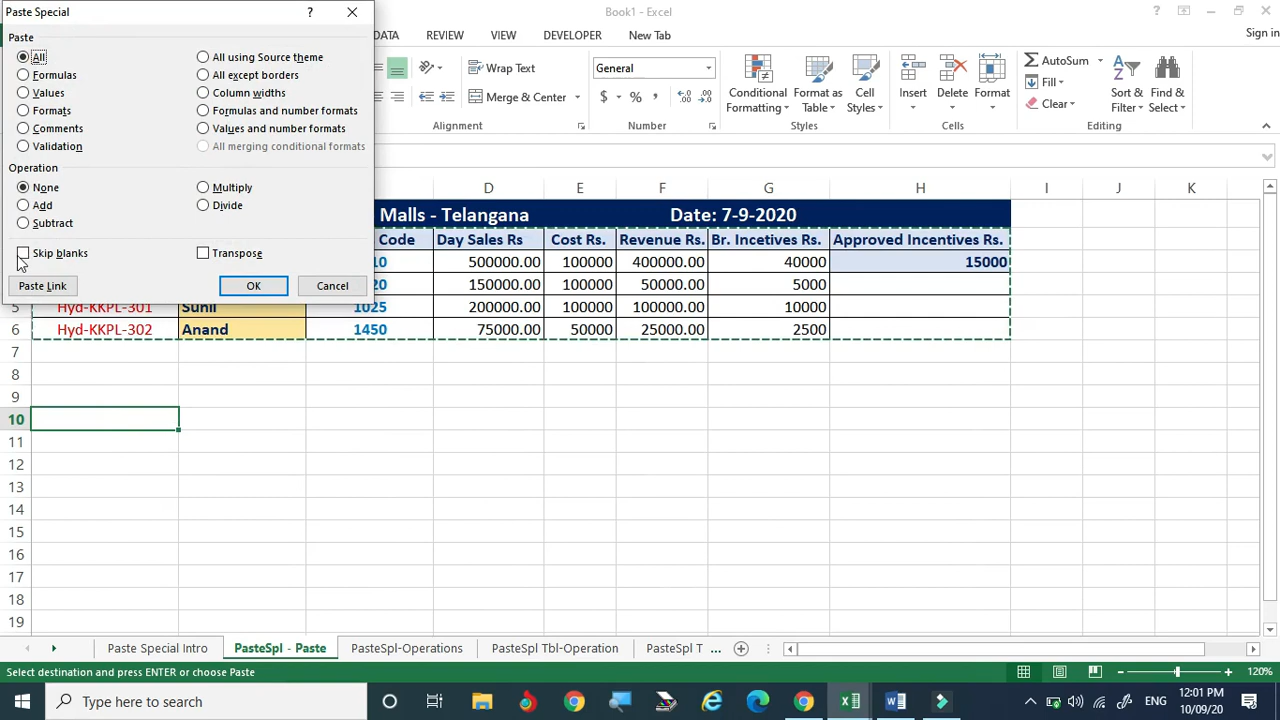 Paste Special ? Book1 - Excel ?
DATA REVIEW VIEW DEVELOPER New Tab Sign in
Paste
All All using Source theme
Formulas All except borders
Values Column widths
Formats Formulas and number formats
Comments Values and number formats
Validation All merging conditional formats
Operation
None Multiply
Add Divide
Subtract
Skip blanks Transpose
Paste Link OK Cancel
Wrap Text
Merge & Center
Alignment
General
$ % ,
Number
Conditional Formatting
Format as Table
Cell Styles
Styles
Insert Delete Format
Cells
AutoSum
Fill
Clear
Sort & Filter
Find & Select
Editing
D E F G H I J K
Malls - Telangana Date: 7-9-2020
Code Day Sales Rs Cost Rs. Revenue Rs. Br. Incetives Rs. Approved Incentives Rs.
10 500000.00 100000 400000.00 40000 15000
20 150000.00 100000 50000.00 5000
5 Hyd-KKPL-301 Sunil 1025 200000.00 100000 100000.00 10000
6 Hyd-KKPL-302 Anand 1450 75000.00 50000 25000.00 2500
7
8
9
10
11
12
13
14
15
16
17
18
19
Paste Special Intro PasteSpl - Paste PasteSpl-Operations PasteSpl Tbl-Operation PasteSpl T ...
Select destination and press ENTER or choose Paste 120%
Type here to search ENG 12:01 PM
10/09/20